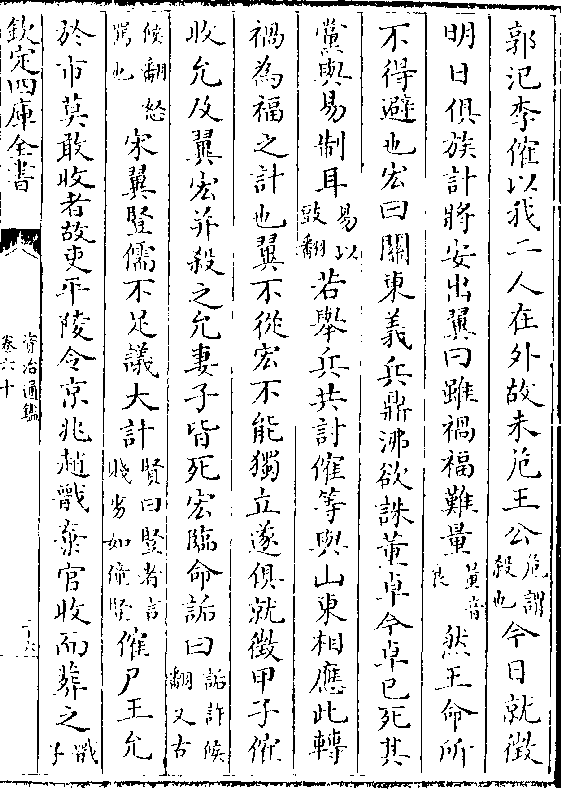 郭汜李傕以我二人在外故未危王公危謂殺也今日就徵
明日俱族計將安出翼曰雖禍福難量量音良然王命所
不得避也宏曰關東義兵鼎沸欲誅董卓今卓已死其
黨與易制耳易以豉翻若舉兵共討傕等與山東相應此轉
禍為福之計也翼不從宏不能獨立遂俱就徵甲子傕
收允及翼宏并殺之允妻子皆死宏臨命詬曰詬許候翻又古
候翻怒罵也宋翼豎儒不足議大計賢曰豎者言賤劣如僮豎傕尸王允
於市莫敢收者故吏平陵令京兆趙戩棄官收而葬之戩子
欽定四庫全書
資治通鑑
卷六十